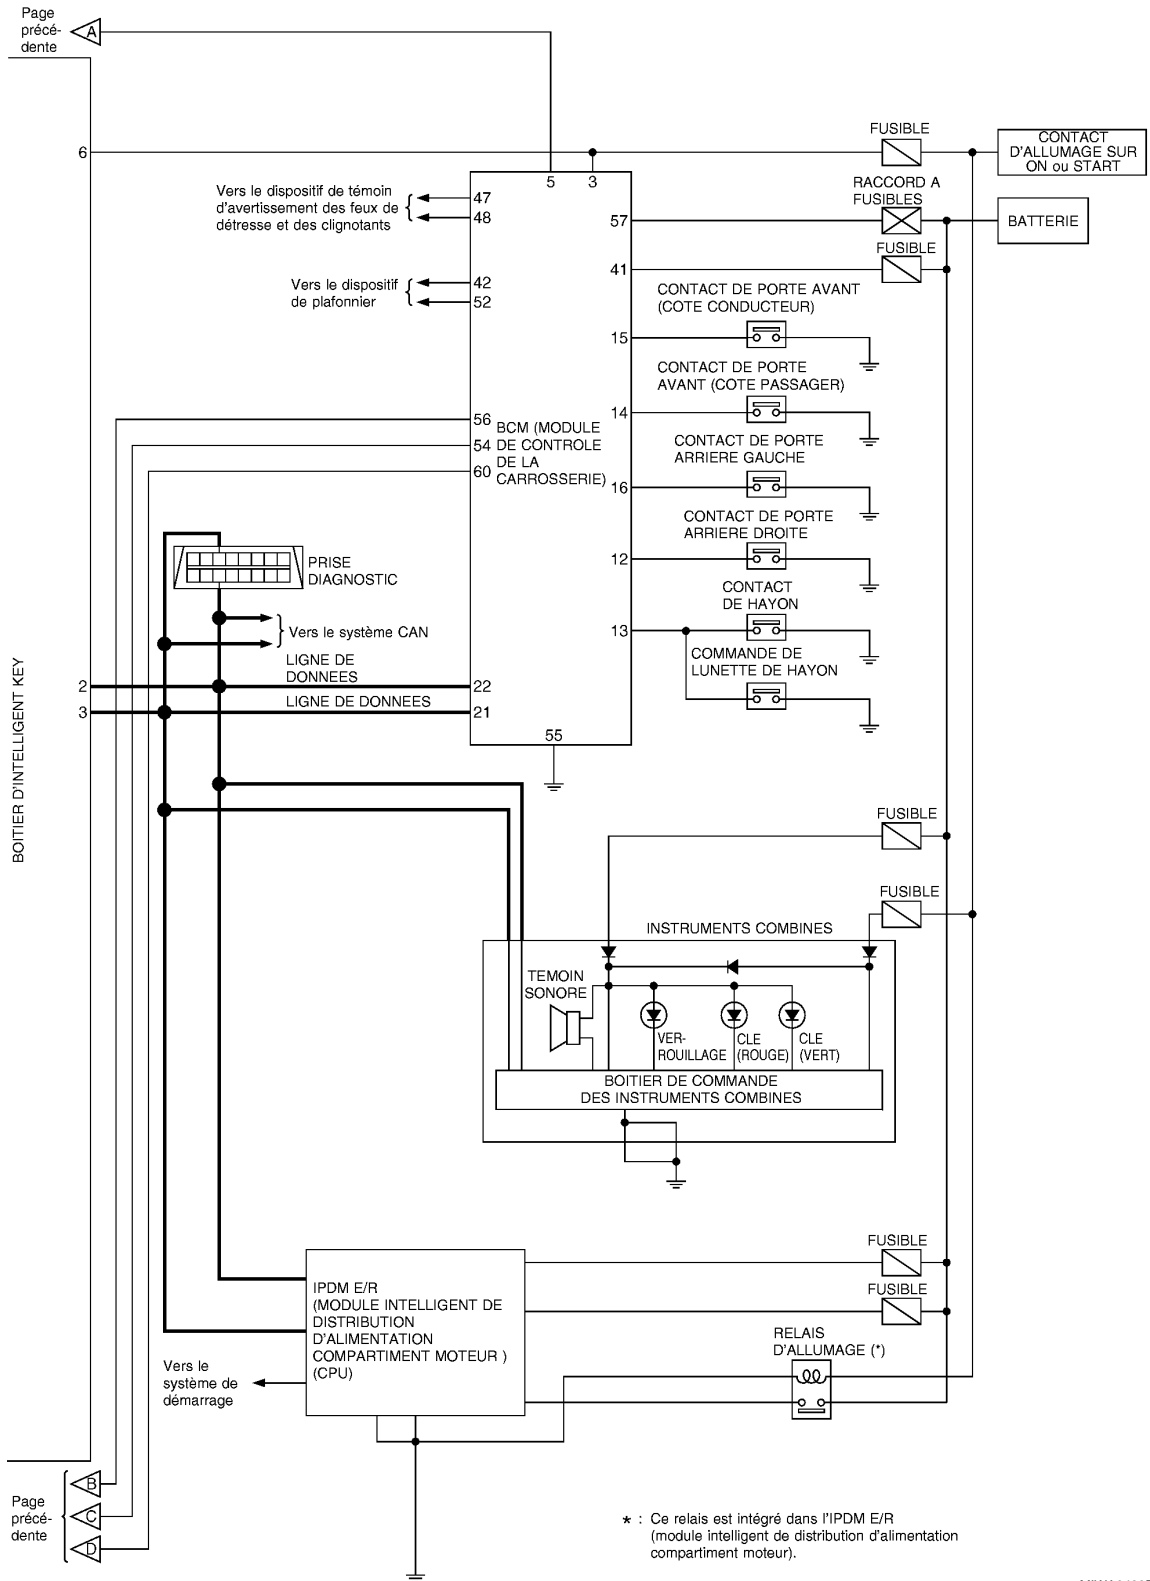 Page
précé-
dente
A
FUSIBLE
CONTACT
D'ALLUMAGE SUR
ON ou START
6
5
3
RACCORD A
FUSIBLES
Vers le dispositif de témoin
d'avertissement des feux de
détresse et des clignotants
47
48
57
BATTERIE
FUSIBLE
41
Vers le dispositif
de plafonnier
42
52
CONTACT DE PORTE AVANT
(COTE CONDUCTEUR)
15
CONTACT DE PORTE
AVANT (COTE PASSAGER)
14
56
54
60
BCM (MODULE
DE CONTROLE
DE LA
CARROSSERIE)
CONTACT DE PORTE
ARRIERE GAUCHE
16
CONTACT DE PORTE
ARRIERE DROITE
12
PRISE
DIAGNOSTIC
CONTACT
DE HAYON
13
Vers le système CAN
COMMANDE DE
LUNETTE DE HAYON
BOITIER D'INTELLIGENT KEY
2
LIGNE DE
DONNEES
22
3
LIGNE DE DONNEES
21
55
FUSIBLE
FUSIBLE
INSTRUMENTS COMBINES
TEMOIN
SONORE
VER-
ROUILLAGE
CLE
(ROUGE)
CLE
(VERT)
BOITIER DE COMMANDE
DES INSTRUMENTS COMBINES
FUSIBLE
IPDM E/R
(MODULE INTELLIGENT DE
DISTRIBUTION
D'ALIMENTATION
COMPARTIMENT MOTEUR )
(CPU)
FUSIBLE
RELAIS
D'ALLUMAGE (*)
Vers le
système de
démarrage
Page
précé-
dente
B
C
D
* : Ce relais est intégré dans l'IPDM E/R
(module intelligent de distribution d'alimentation
compartiment moteur).